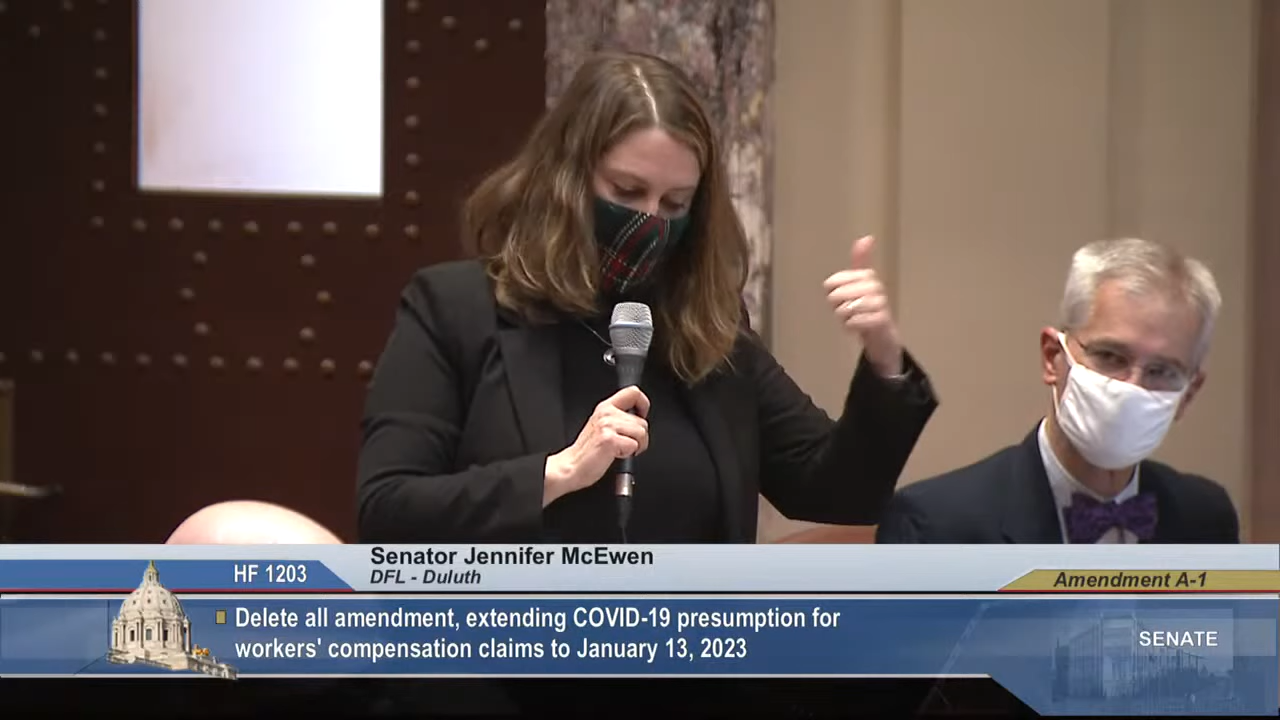 HF 1203
Senator Jennifer McEwen
DFL - Duluth
Amendment A-1
Delete all amendment, extending COVID-19 presumption for
workers' compensation claims to January 13, 2023
SENATE